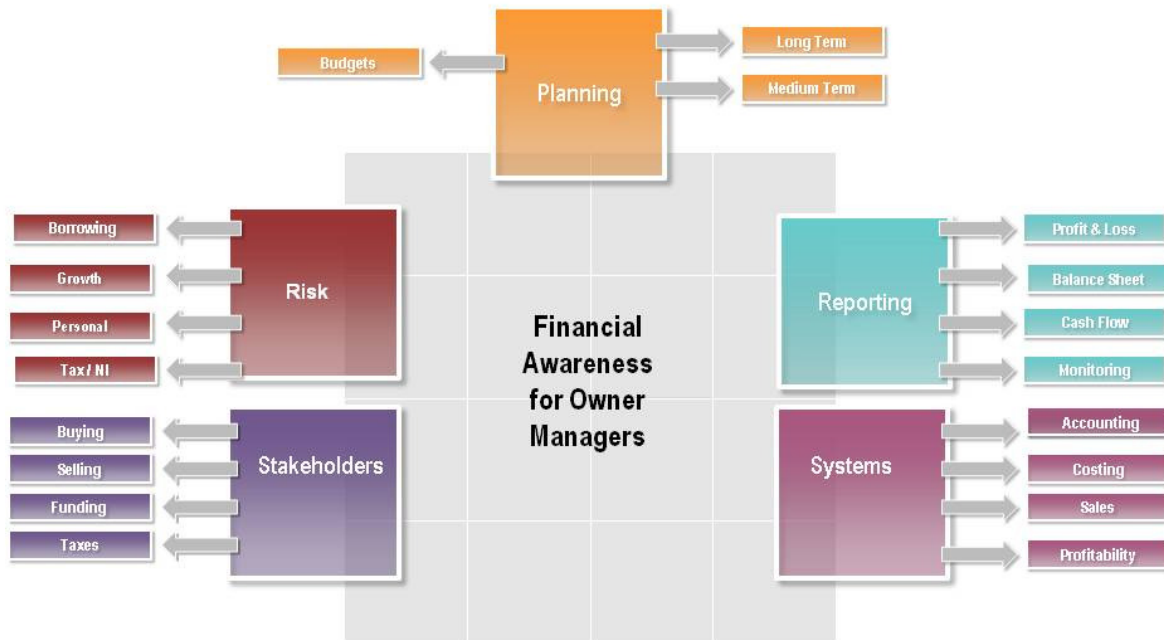 Budgets
Planning
Long Term
Medium Term
Risk
Borrowing
Growth
Personal
Tax / NI
Stakeholders
Buying
Selling
Funding
Taxes
Financial
Awareness
for Owner
Managers
Reporting
Profit & Loss
Balance Sheet
Cash Flow
Monitoring
Systems
Accounting
Costing
Sales
Profitability